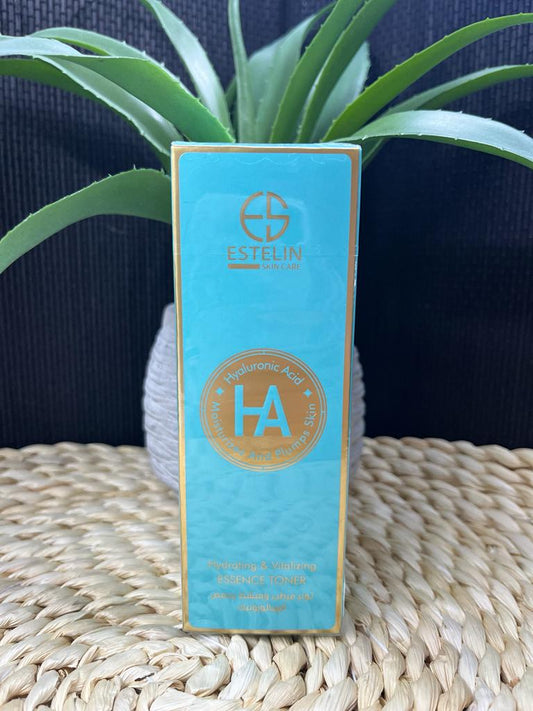 ES
ESTELIN
SKIN CARE
Hyaluronic Acid
HA
Moisturizes And Plumps Skin
Hydrating & Vitalizing
ESSENCE TONER